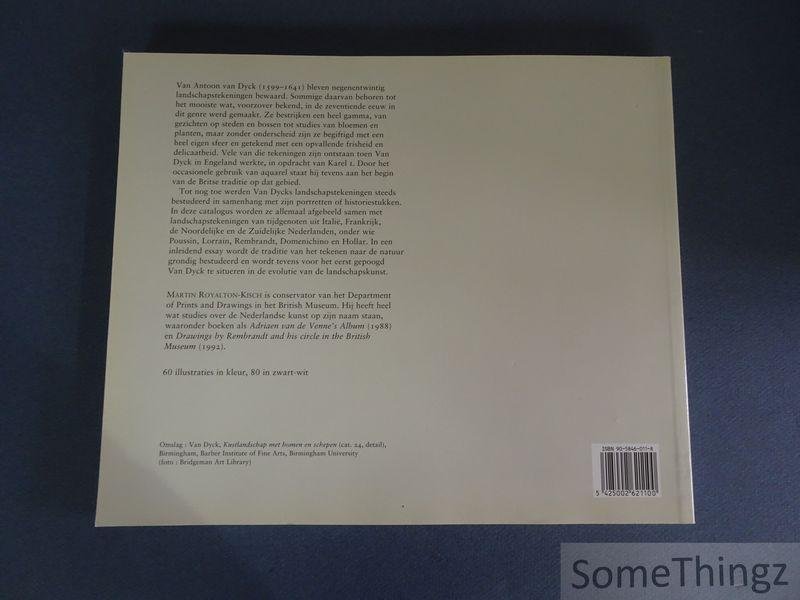 Van Antoon van Dyck (1599–1641) bleven negenentwintig
landschapstekeningen bewaard. Sommige daarvan behoren tot
het mooiste wat, voorzover bekend, in de zeventiende eeuw in
dit genre werd gemaakt. Ze bestrijken een heel gamma, van
gezichten op steden en bossen tot studies van bloemen en
planten, maar zonder onderscheid zijn ze begiftigd met een
heel eigen sfeer en getekend met een opvallende frisheid en
delicaatheid. Vele van die tekeningen zijn ontstaan toen Van
Dyck in Engeland werkte, in opdracht van Karel I. Door het
occasionele gebruik van aquarel staat hij tevens aan het begin
van de Britse traditie op dat gebied.
Tot nog toe werden Van Dycks landschapstekeningen steeds
bestudeerd in samenhang met zijn portretten of historiestukken.
In deze catalogus worden ze allemaal afgebeeld samen met
landschapstekeningen van tijdgenoten uit Italië, Frankrijk,
de Noordelijke en de Zuidelijke Nederlanden, onder wie
Poussin, Lorrain, Rembrandt, Domenichino en Hollar. In een
inleidend essay wordt de traditie van het tekenen naar de natuur
grondig bestudeerd en wordt tevens voor het eerst gepoogd
Van Dyck te situeren in de evolutie van de landschapskunst.
MARTIN ROYALTON-KISCH is conservator van het Department
of Prints and Drawings in het British Museum. Hij heeft heel
wat studies over de Nederlandse kunst op zijn naam staan,
waaronder boeken als Adriaen van de Venne's Album (1988)
en Drawings by Rembrandt and his circle in the British
Museum (1992).
60 illustraties in kleur, 80 in zwart-wit
Omslag : Van Dyck, Kustlandschap met bomen en schepen (cat. 24, detail),
Birmingham, Barber Institute of Fine Arts, Birmingham University
(foto : Bridgeman Art Library)
ISBN 90-5846-011-8
5 425002 621100
SomeThingz